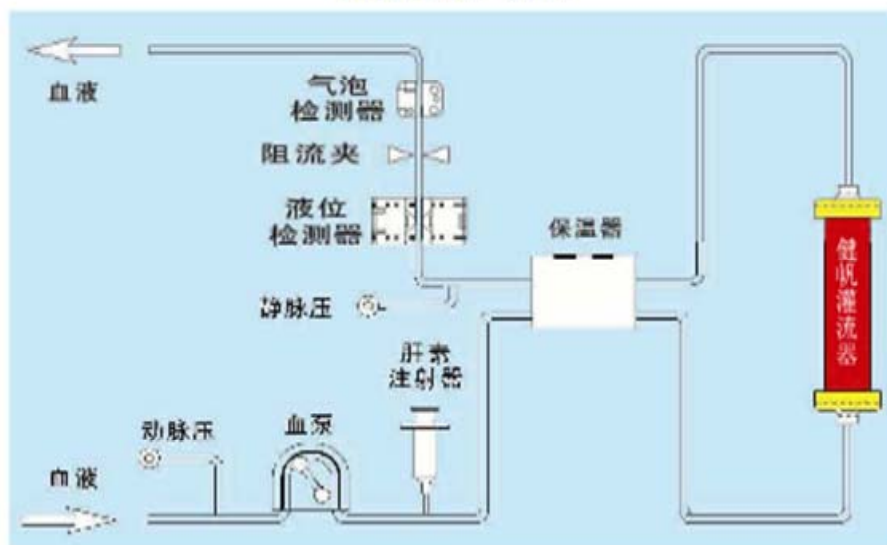 血液
气泡
检测器
阻流夹
液位
检测器
保温器
静脉压
肝素
注射器
健帆灌流器
动脉压
血泵
血液